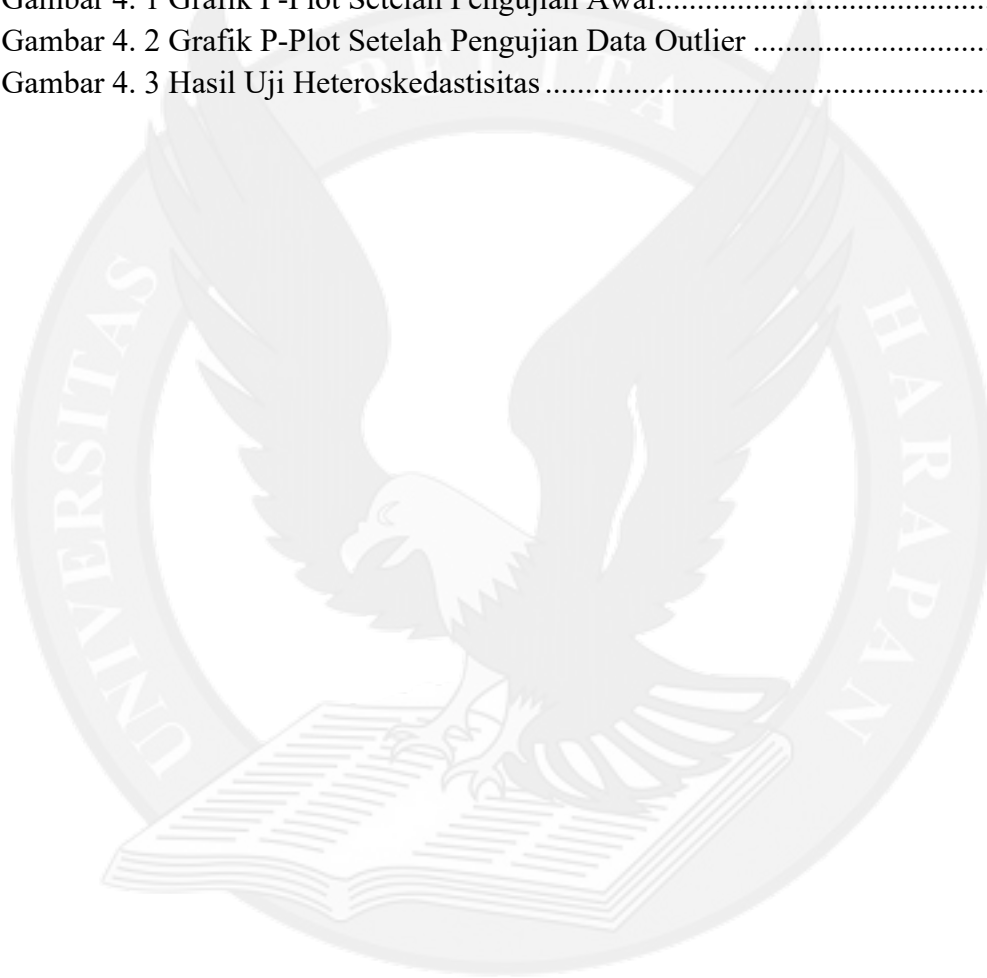 Gambar 4. 1 Grafik P-Plot Setelah Pengujian Awal..........................................
Gambar 4. 2 Grafik P-Plot Setelah Pengujian Data Outlier ..............................
Gambar 4. 3 Hasil Uji Heteroskedastisitas........................................................
UNIVERSITAS PELITA HARAPAN